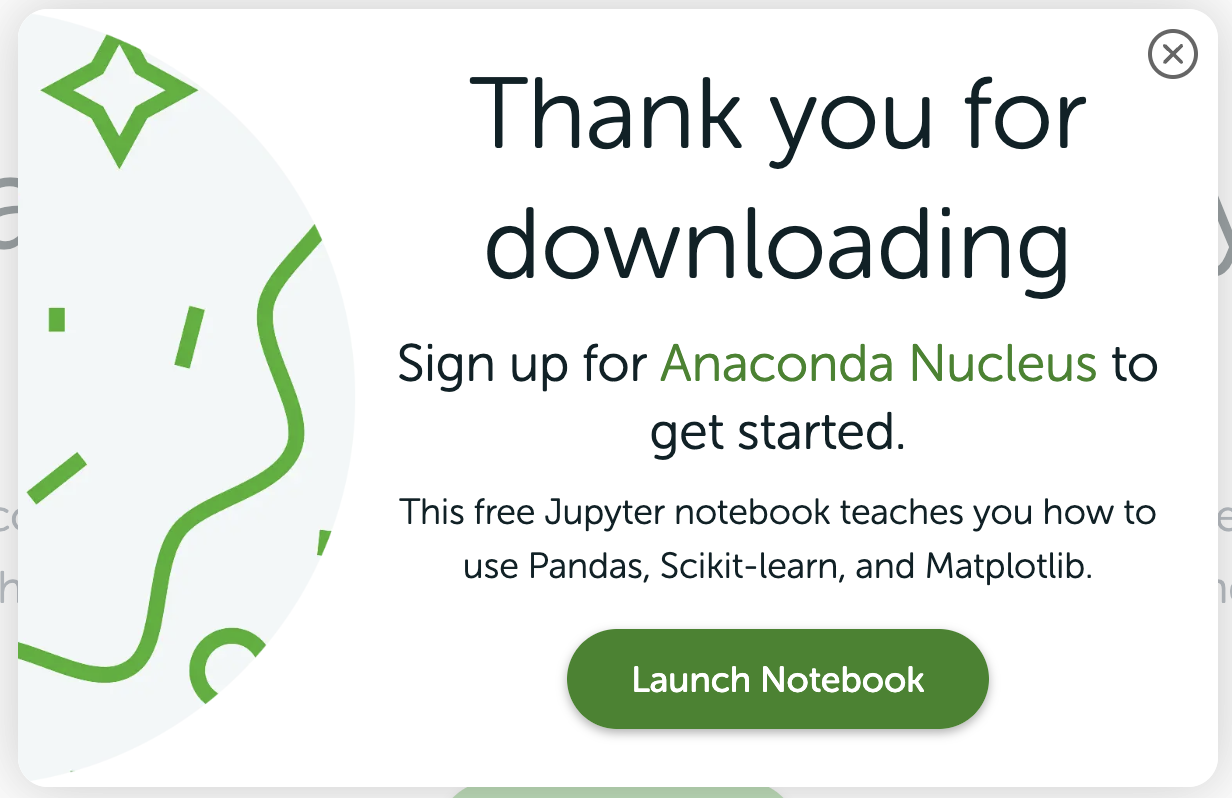 Thank you for
downloading
Sign up for Anaconda Nucleus to
get started.
This free Jupyter notebook teaches you how to
use Pandas, Scikit-learn, and Matplotlib.
Launch Notebook